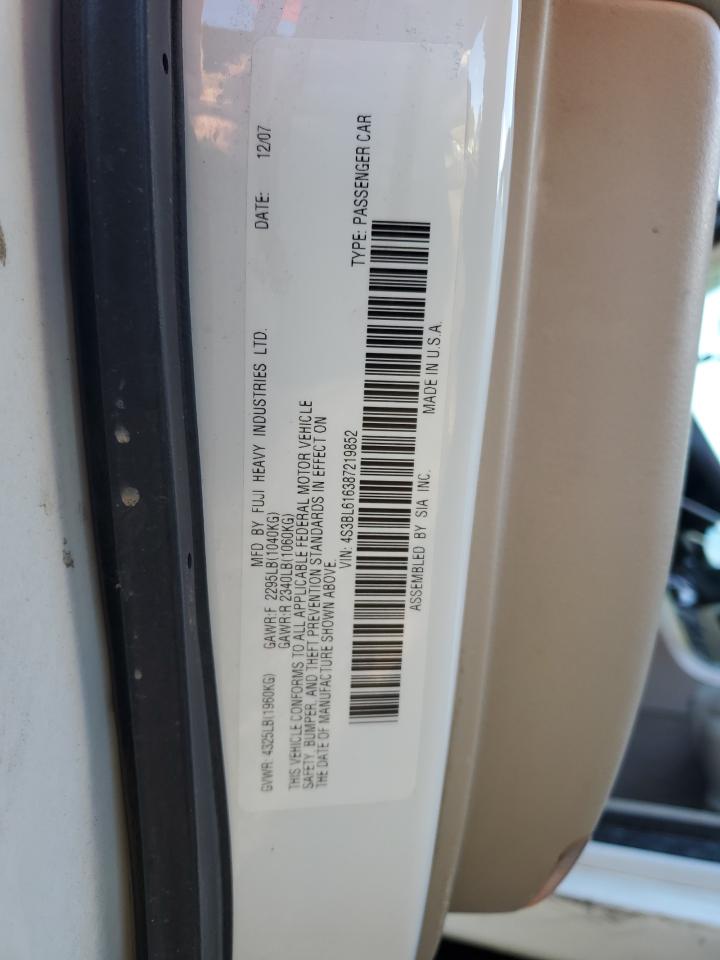 MFD BY FUJI HEAVY INDUSTRIES LTD. DATE: 12/07
GVWR: 4325LB(1960KG) GAWR:F 2295LB(1040KG)
GAWR:R 2340LB(1060KG)
THIS VEHICLE CONFORMS TO ALL APPLICABLE FEDERAL MOTOR VEHICLE
SAFETY, BUMPER, AND THEFT PREVENTION STANDARDS IN EFFECT ON
THE DATE OF MANUFACTURE SHOWN ABOVE.
VIN: 4S3BL616387219852 TYPE: PASSENGER CAR
ASSEMBLED BY SIA INC. MADE IN U.S.A.